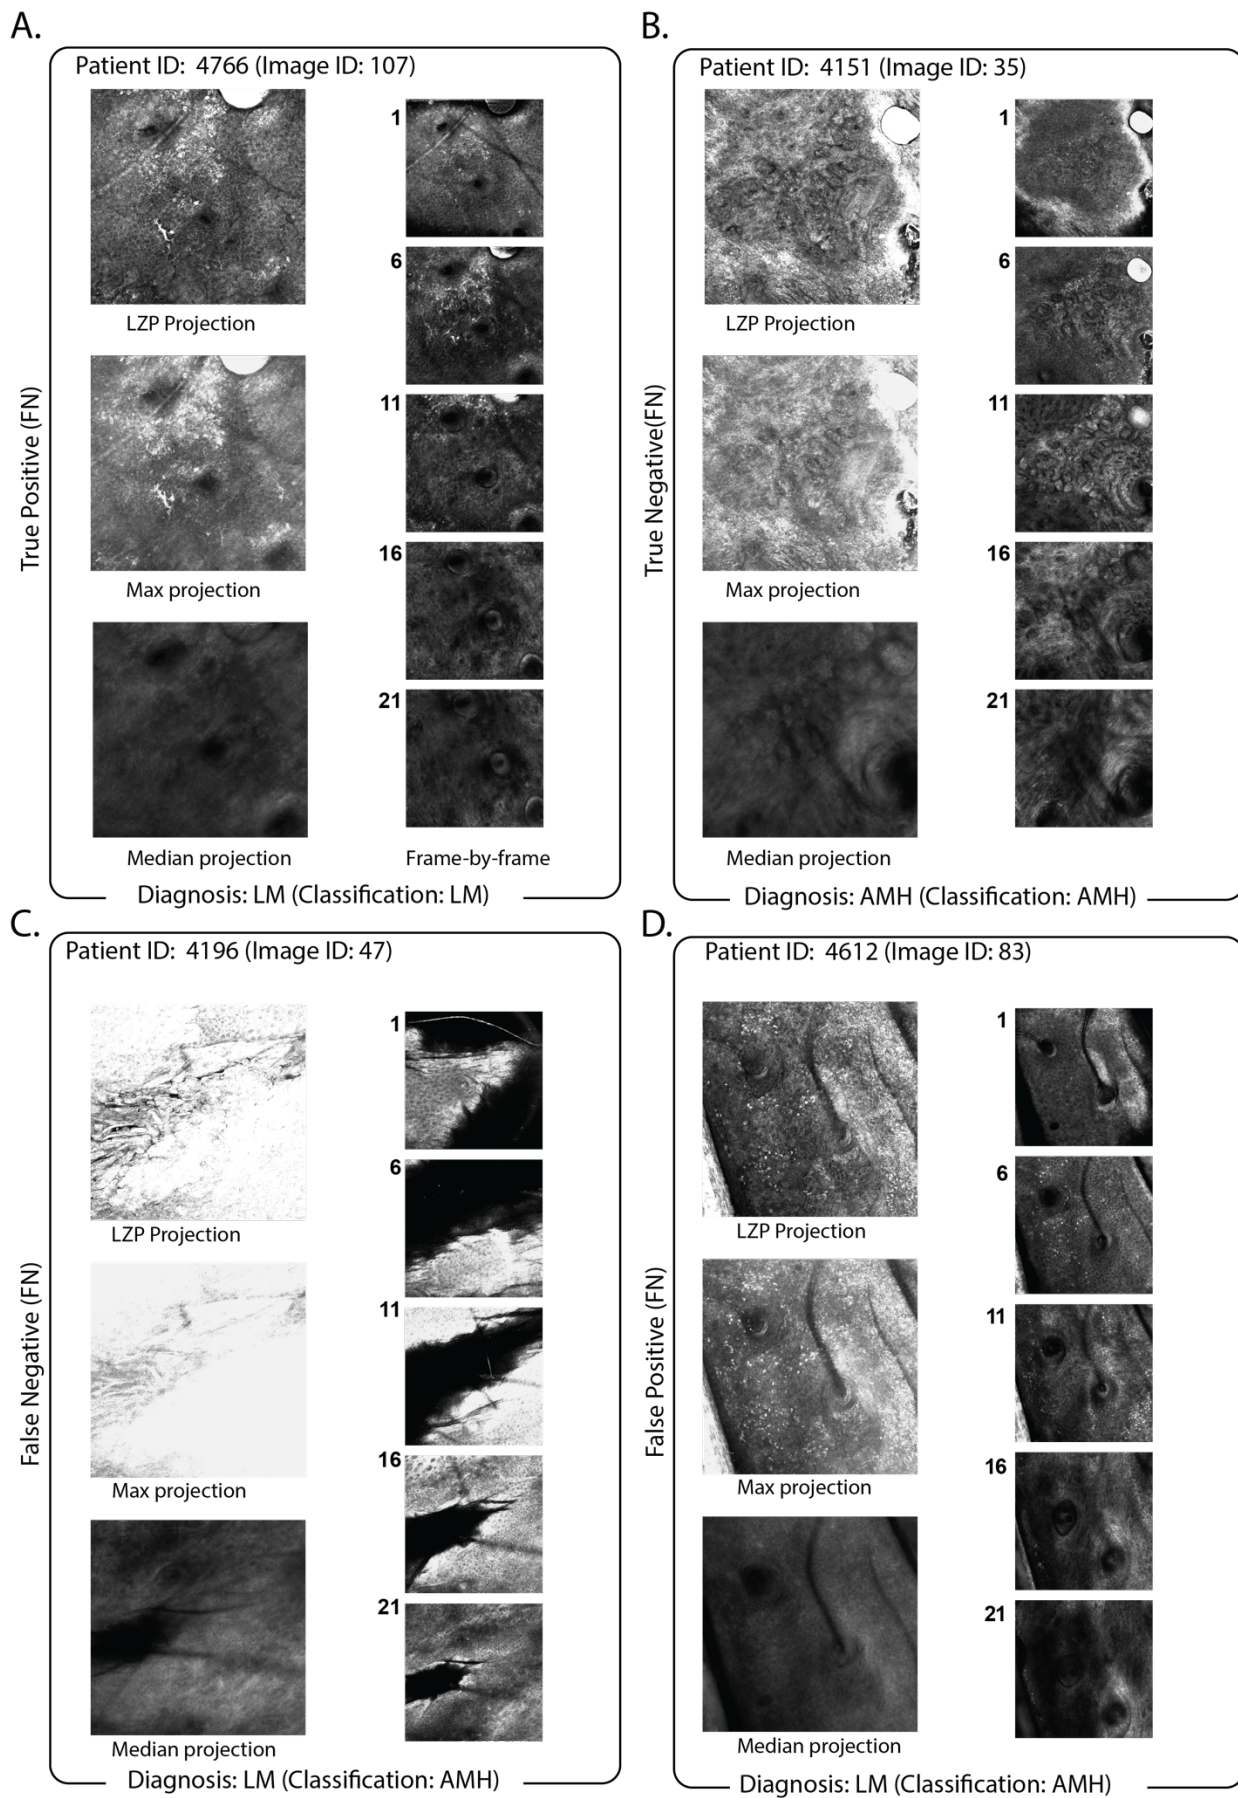 A.
Patient ID: 4766 (Image ID: 107)
True Positive (FN)
LZP Projection
Max projection
Median projection
1
6
11
16
21
Frame-by-frame
Diagnosis: LM (Classification: LM)
B.
Patient ID: 4151 (Image ID: 35)
True Negative(FN)
LZP Projection
Max projection
Median projection
1
6
11
16
21
Diagnosis: AMH (Classification: AMH)
C.
Patient ID: 4196 (Image ID: 47)
False Negative (FN)
LZP Projection
Max projection
Median projection
1
6
11
16
21
Diagnosis: LM (Classification: AMH)
D.
Patient ID: 4612 (Image ID: 83)
False Positive (FN)
LZP Projection
Max projection
Median projection
1
6
11
16
21
Diagnosis: LM (Classification: AMH)